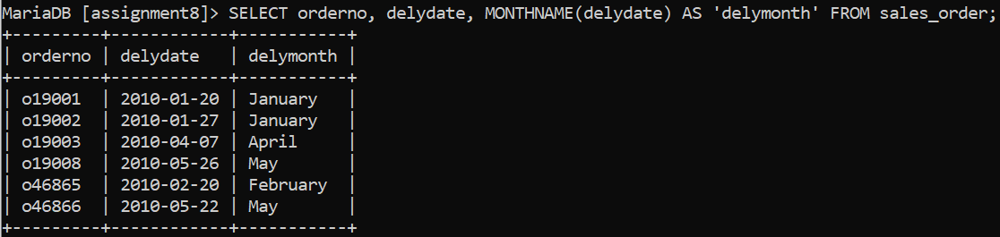 MariaDB [assignment8]> SELECT orderno, delydate, MONTHNAME(delydate) AS 'delymonth' FROM sales_order;
+---------+------------+-----------+
| orderno | delydate   | delymonth |
+---------+------------+-----------+
| o19001  | 2010-01-20 | January   |
| o19002  | 2010-01-27 | January   |
| o19003  | 2010-04-07 | April     |
| o19008  | 2010-05-26 | May       |
| o46865  | 2010-02-20 | February  |
| o46866  | 2010-05-22 | May       |
+---------+------------+-----------+